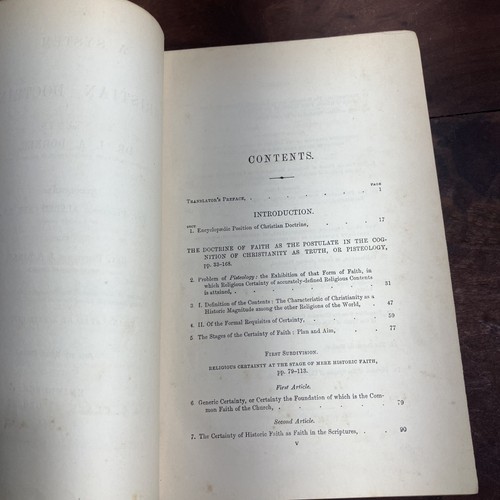 CONTENTS.
PAGE
TRANSLATOR'S PREFACE, . . . . . . . 1
INTRODUCTION.
SECT.
1. Encyclopædic Position of Christian Doctrine, . . . . 17
THE DOCTRINE OF FAITH AS THE POSTULATE IN THE COG-
NITION OF CHRISTIANITY AS TRUTH, OR PISTEOLOGY,
pp. 33-168.
2. Problem of Pisteology: the Exhibition of that Form of Faith, in
which Religious Certainty of accurately-defined Religious Contents
is attained, . . . . . . . . 31
3. I. Definition of the Contents: The Characteristic of Christianity as a
Historic Magnitude among the other Religions of the World, . . 47
4. II. Of the Formal Requisites of Certainty, . . . . 59
5. The Stages of the Certainty of Faith: Plan and Aim, . . . 77
FIRST SUBDIVISION.
RELIGIOUS CERTAINTY AT THE STAGE OF MERE HISTORIC FAITH,
pp. 79-118.
First Article.
6. Generic Certainty, or Certainty the Foundation of which is the Com-
mon Faith of the Church, . . . . . . 79
Second Article.
7. The Certainty of Historic Faith as Faith in the Scriptures, . . 90
v